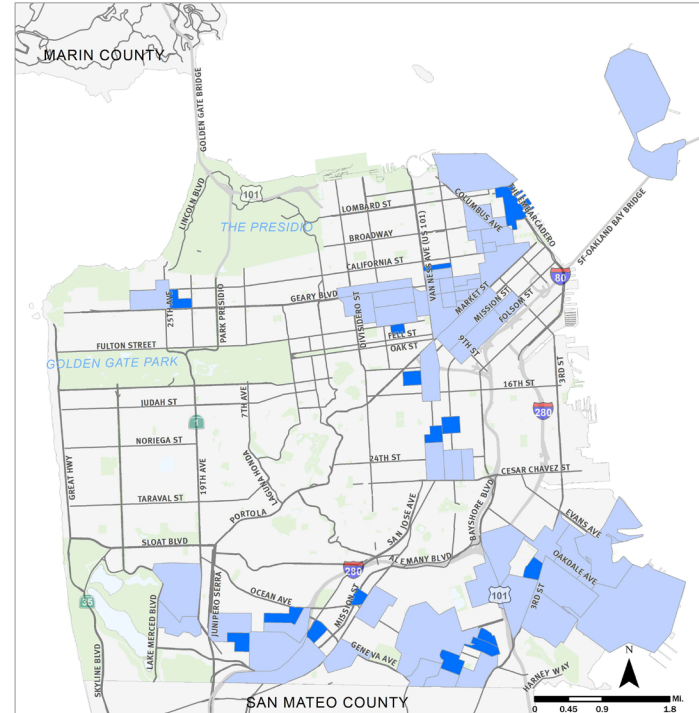 MARIN COUNTY
GOLDEN GATE BRIDGE
LINCOLN BLVD
101
THE PRESIDIO
LOMBARD ST
BROADWAY
CALIFORNIA ST
GEARY BLVD
COLUMBUS AVE
THE EMBARCADERO
SF-OAKLAND BAY BRIDGE
80
VAN NESS AVE (US 101)
MARKET ST
MISSION ST
FOLSOM ST
9TH ST
25TH AVE
PARK PRESIDIO
DIVISIDERO ST
FULTON STREET
FELL ST
OAK ST
GOLDEN GATE PARK
3RD ST
16TH ST
280
JUDAH ST
7TH AVE
1
NORIEGA ST
GREAT HWY
19TH AVE
LAGUNA HONDA
24TH ST
CESAR CHAVEZ ST
TARAVAL ST
PORTOLA
SAN JOSE AVE
BAYSHORE BLVD
EVANS AVE
SLOAT BLVD
ALEMANY BLVD
280
OAKDALE AVE
3RD ST
101
35
LAKE MERCED BLVD
JUNIPERO SERRA
OCEAN AVE
MISSION ST
GENEVA AVE
SKYLINE BLVD
HARNEY WAY
N
SAN MATEO COUNTY
Mi.
0 0.45 0.9 1.8